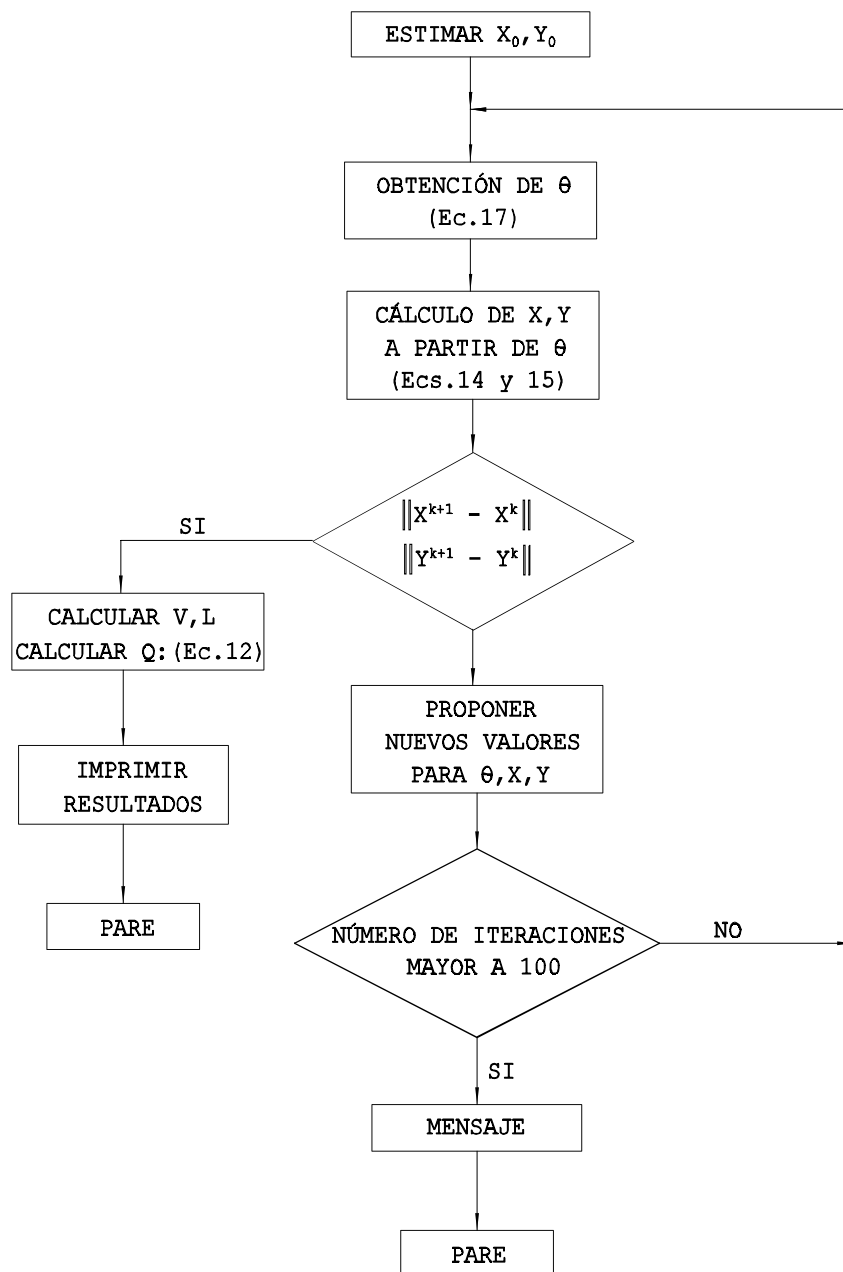 ESTIMAR X₀,Y₀
OBTENCIÓN DE θ
(Ec.17)
CÁLCULO DE X,Y
A PARTIR DE θ
(Ecs.14 y 15)
‖Xᵏ⁺¹ - Xᵏ‖
‖Yᵏ⁺¹ - Yᵏ‖
SI
CALCULAR V,L
CALCULAR Q:(Ec.12)
IMPRIMIR
RESULTADOS
PARE
PROPONER
NUEVOS VALORES
PARA θ,X,Y
NÚMERO DE ITERACIONES
MAYOR A 100
NO
SI
MENSAJE
PARE